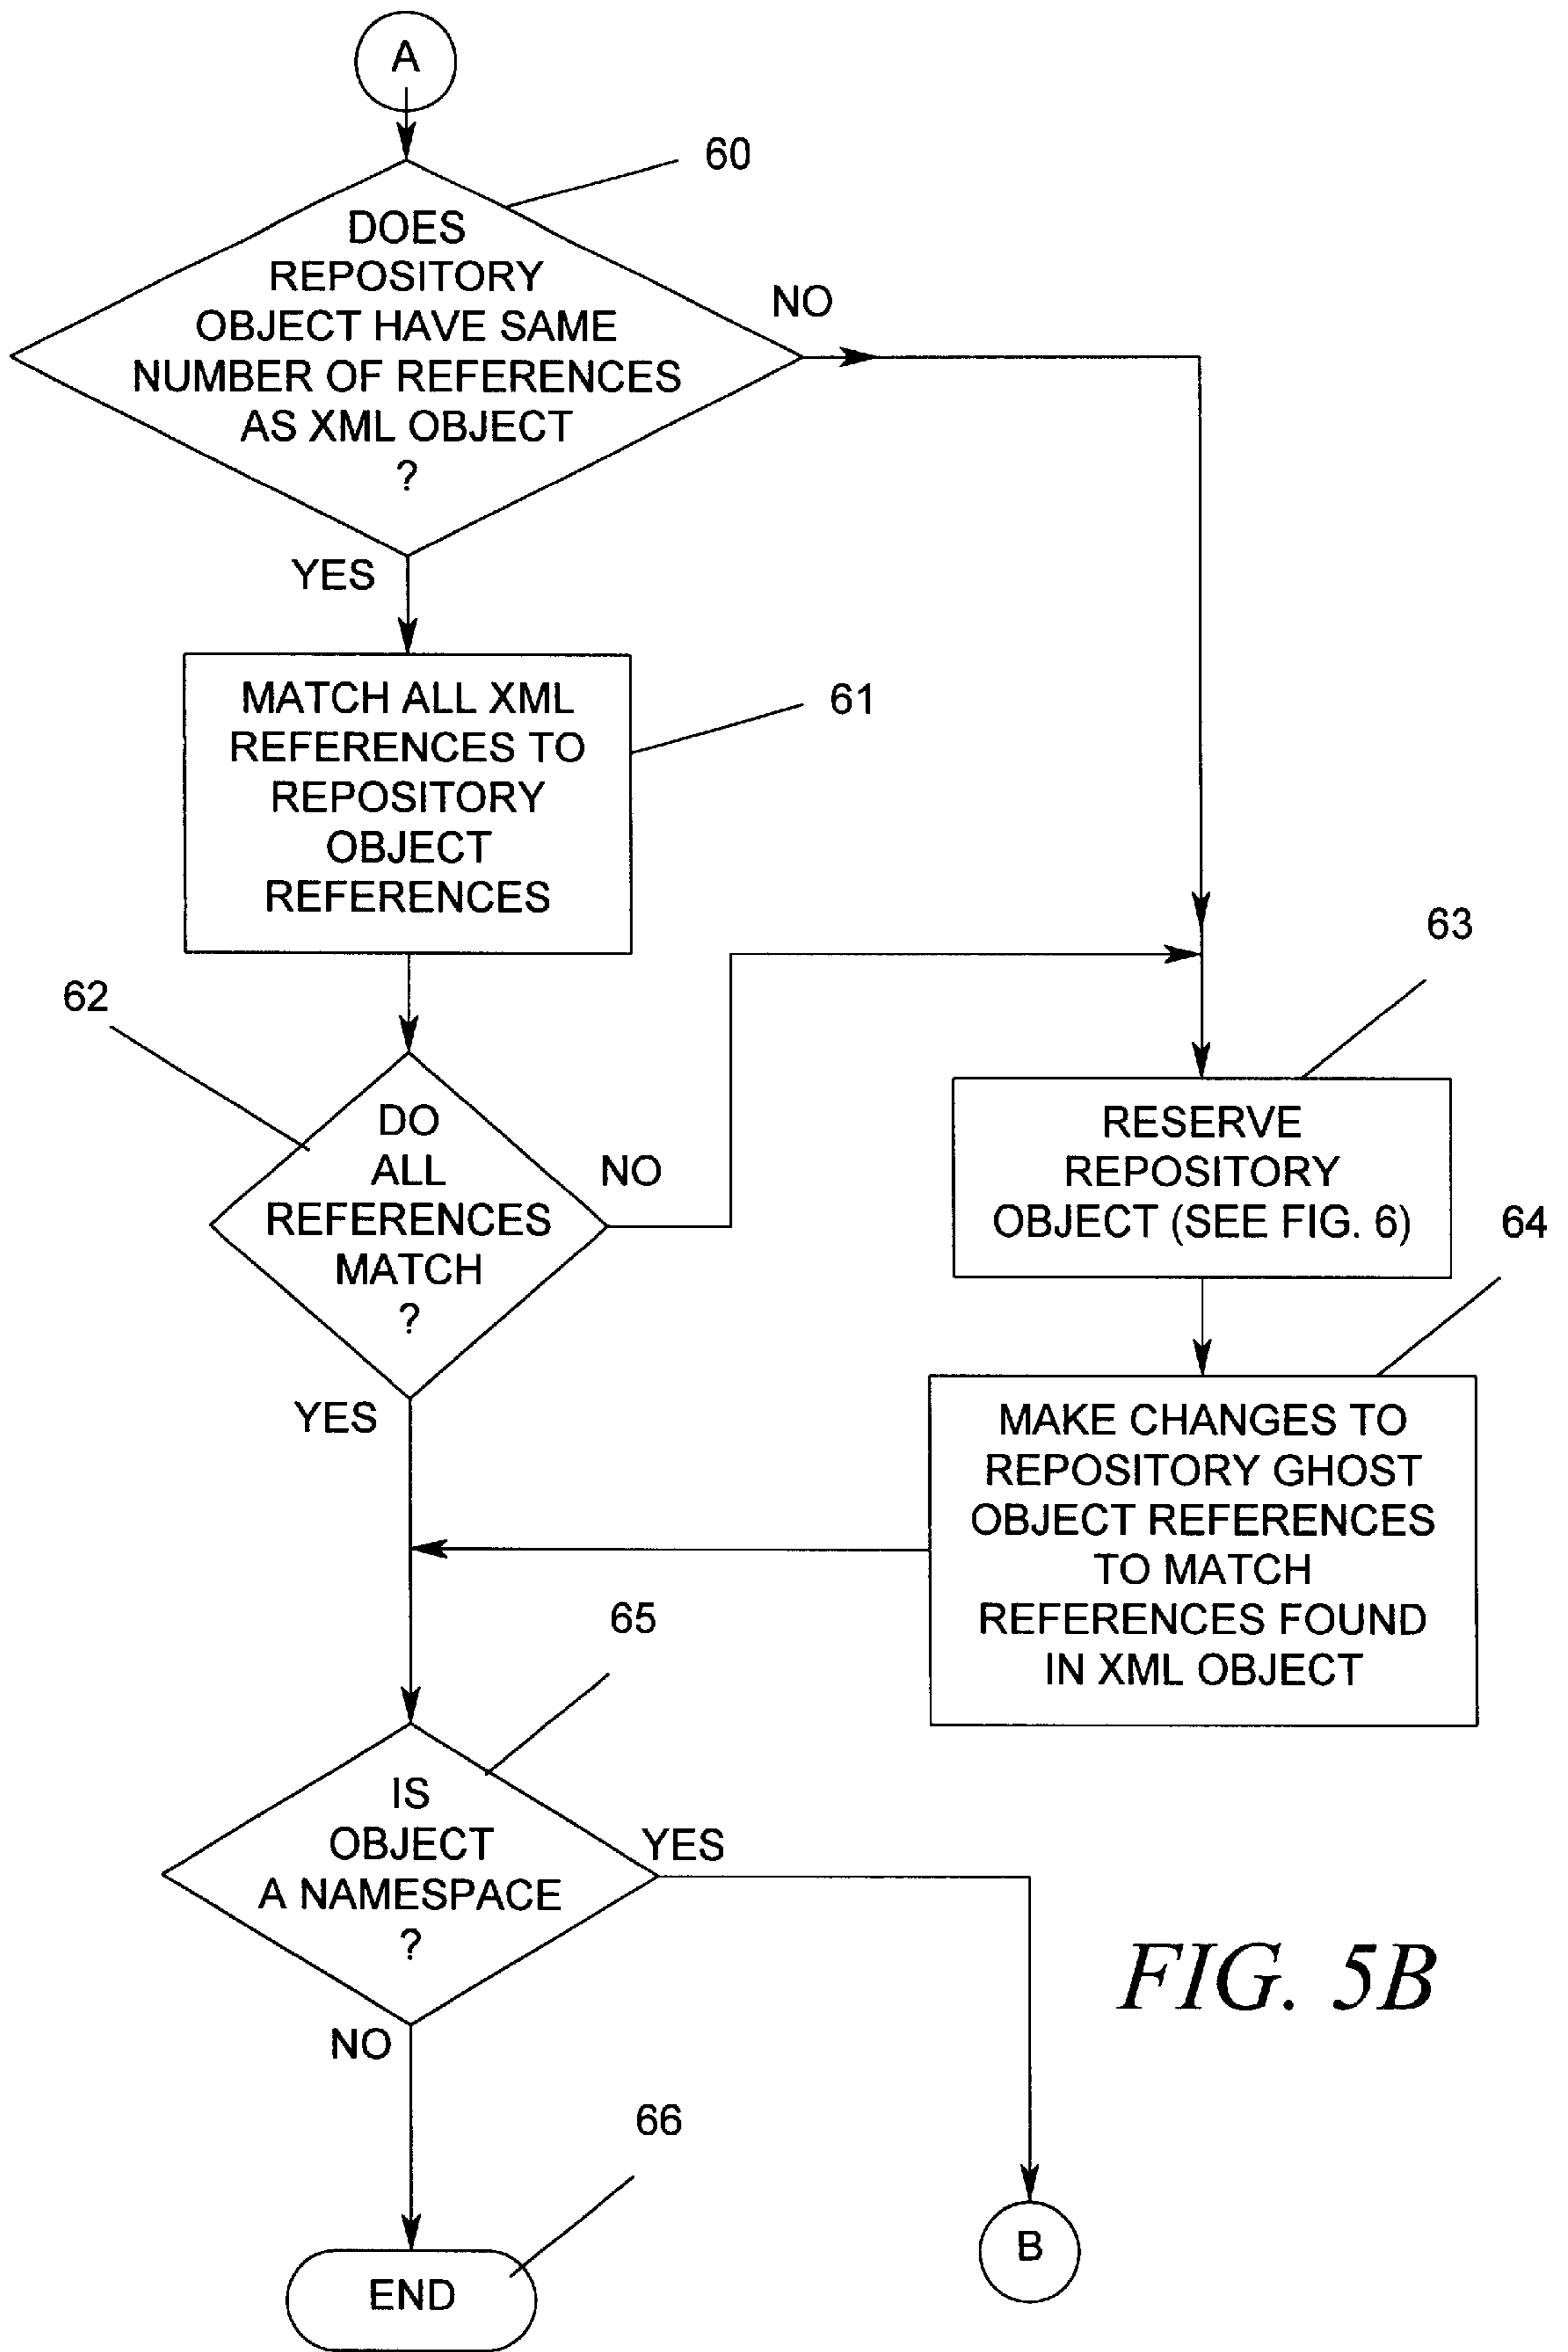 A
60
DOES
REPOSITORY
OBJECT HAVE SAME
NUMBER OF REFERENCES
AS XML OBJECT
?
NO
YES
MATCH ALL XML
REFERENCES TO
REPOSITORY
OBJECT
REFERENCES
61
62
DO
ALL
REFERENCES
MATCH
?
NO
YES
63
RESERVE
REPOSITORY
OBJECT (SEE FIG. 6)
64
MAKE CHANGES TO
REPOSITORY GHOST
OBJECT REFERENCES
TO MATCH
REFERENCES FOUND
IN XML OBJECT
65
IS
OBJECT
A NAMESPACE
?
YES
NO
66
END
B
FIG. 5B